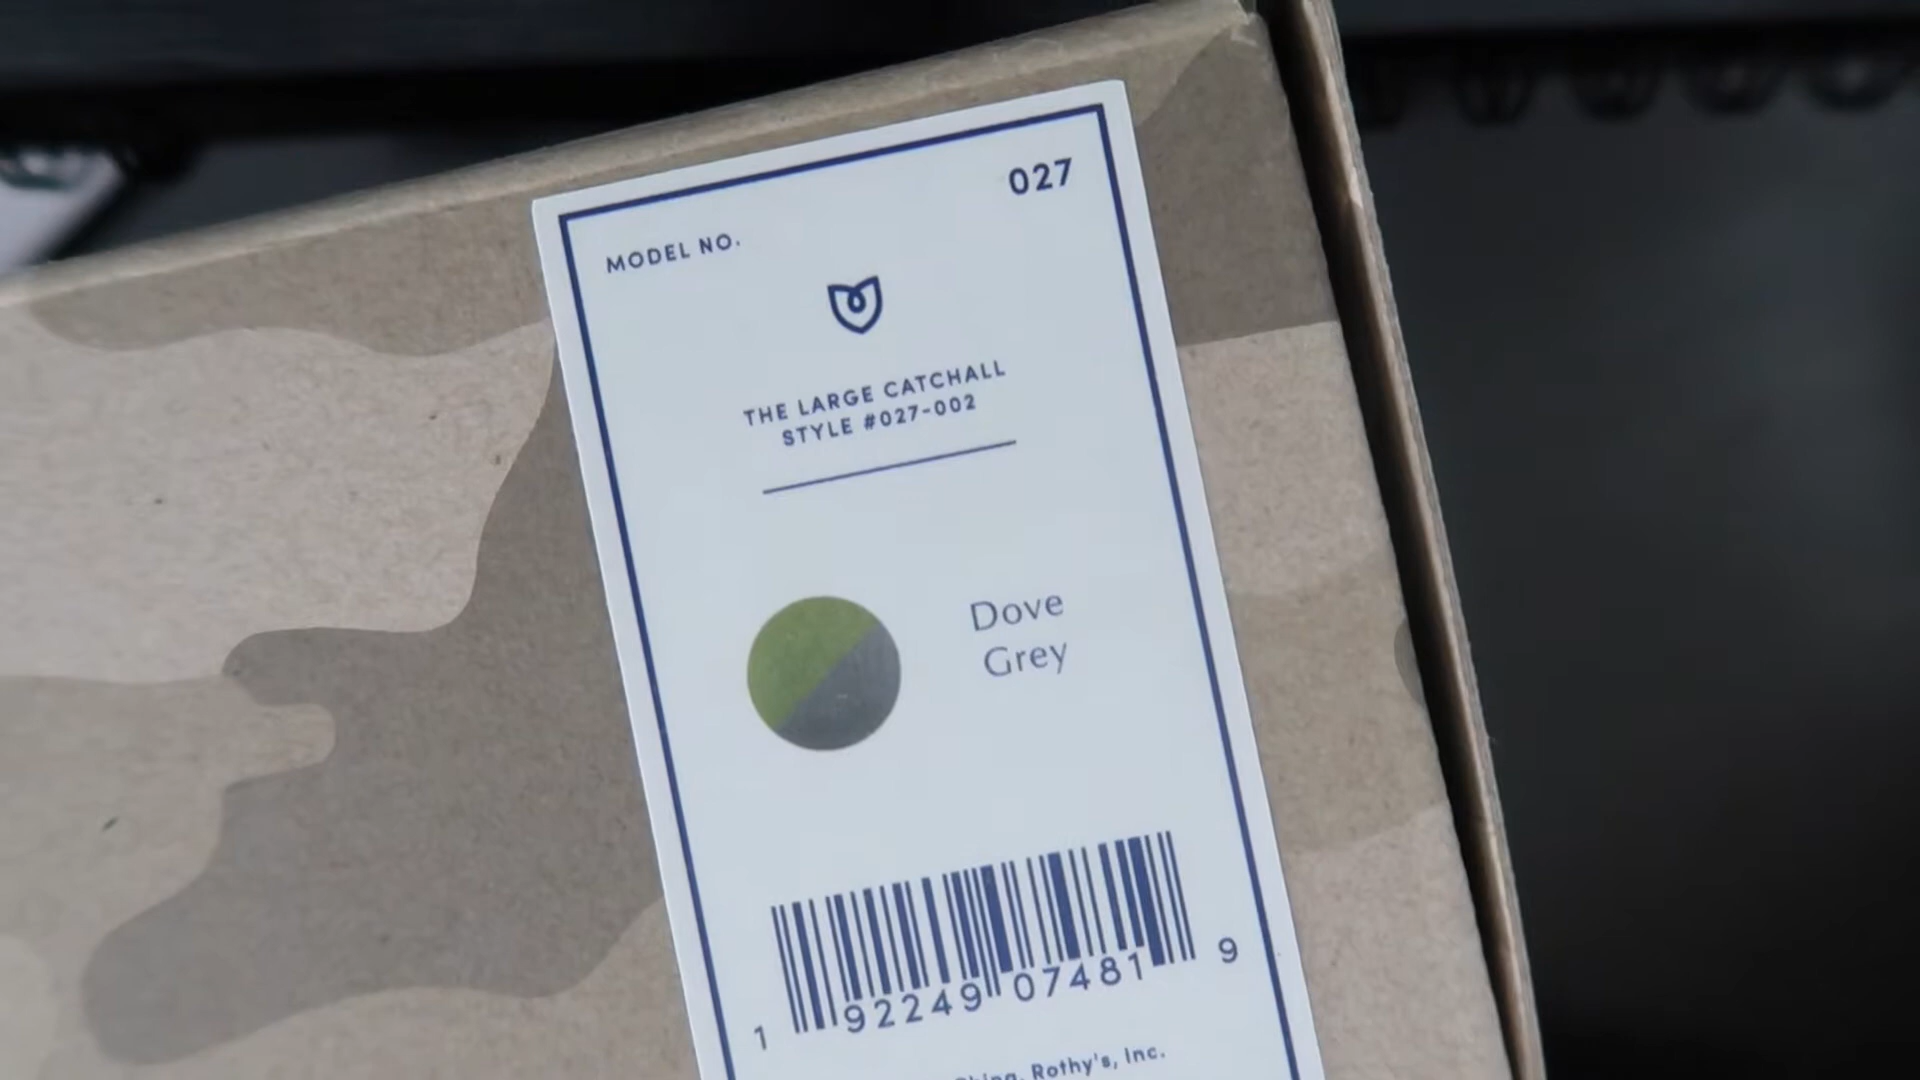 027
MODEL NO.
THE LARGE CATCHALL
STYLE #027-002
Dove
Grey
1 92249 07481 9
Rothy's, Inc.